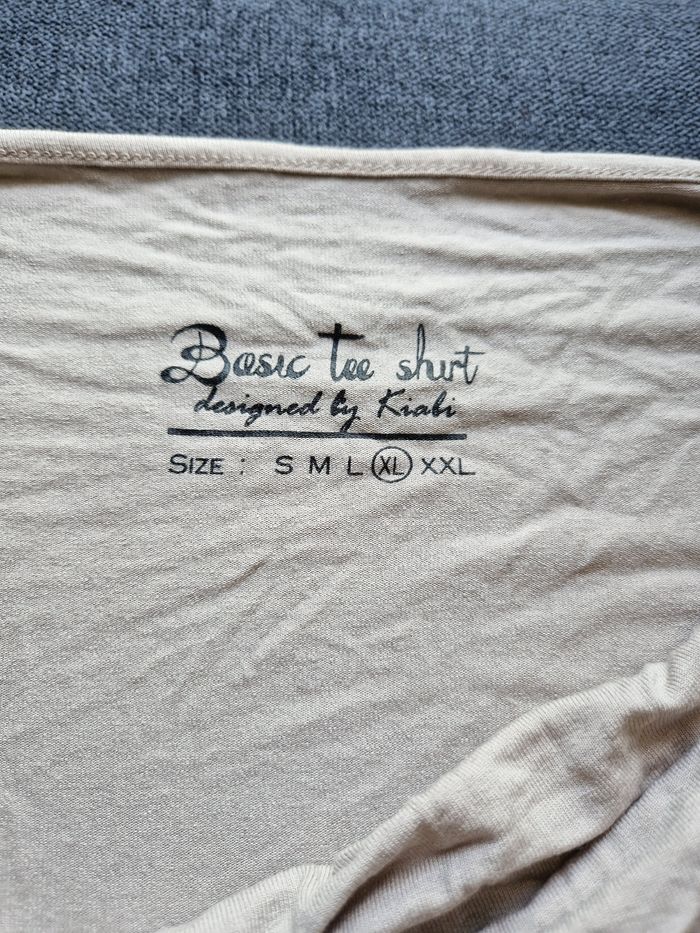 Basic tee shirt
designed by Kiabi
SIZE : S M L XL XXL